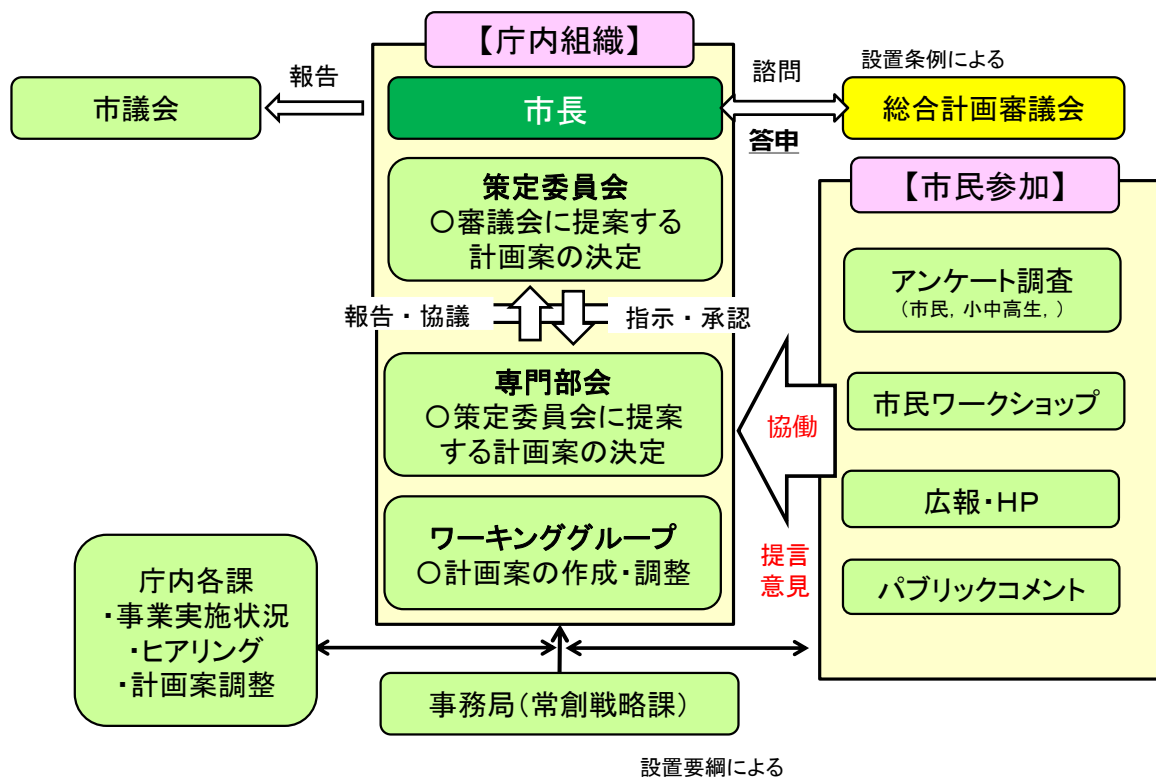 【庁内組織】
市議会
報告
市長
諮問
答申
設置条例による
総合計画審議会
策定委員会
○審議会に提案する
計画案の決定
報告・協議
指示・承認
専門部会
○策定委員会に提案
する計画案の決定
ワーキンググループ
○計画案の作成・調整
【市民参加】
アンケート調査
(市民，小中高生，)
市民ワークショップ
広報・HP
パブリックコメント
協働
提言
意見
庁内各課
・事業実施状況
・ヒアリング
・計画案調整
事務局(常創戦略課)
設置要綱による